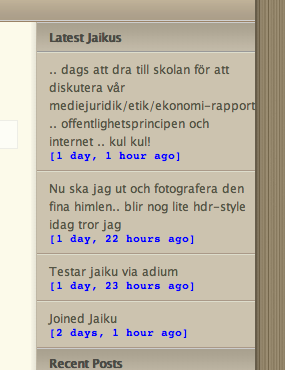 Latest Jaikus
.. dags att dra till skolan för att
diskutera vår
mediejuridik/etik/ekonomi-rapport
.. offentlighetsprincipen och
internet .. kul kul!
[1 day, 1 hour ago]
Nu ska jag ut och fotografera den
fina himlen.. blir nog lite hdr-style
idag tror jag
[1 day, 22 hours ago]
Testar jaiku via adium
[1 day, 23 hours ago]
Joined Jaiku
[2 days, 1 hour ago]
Recent Posts